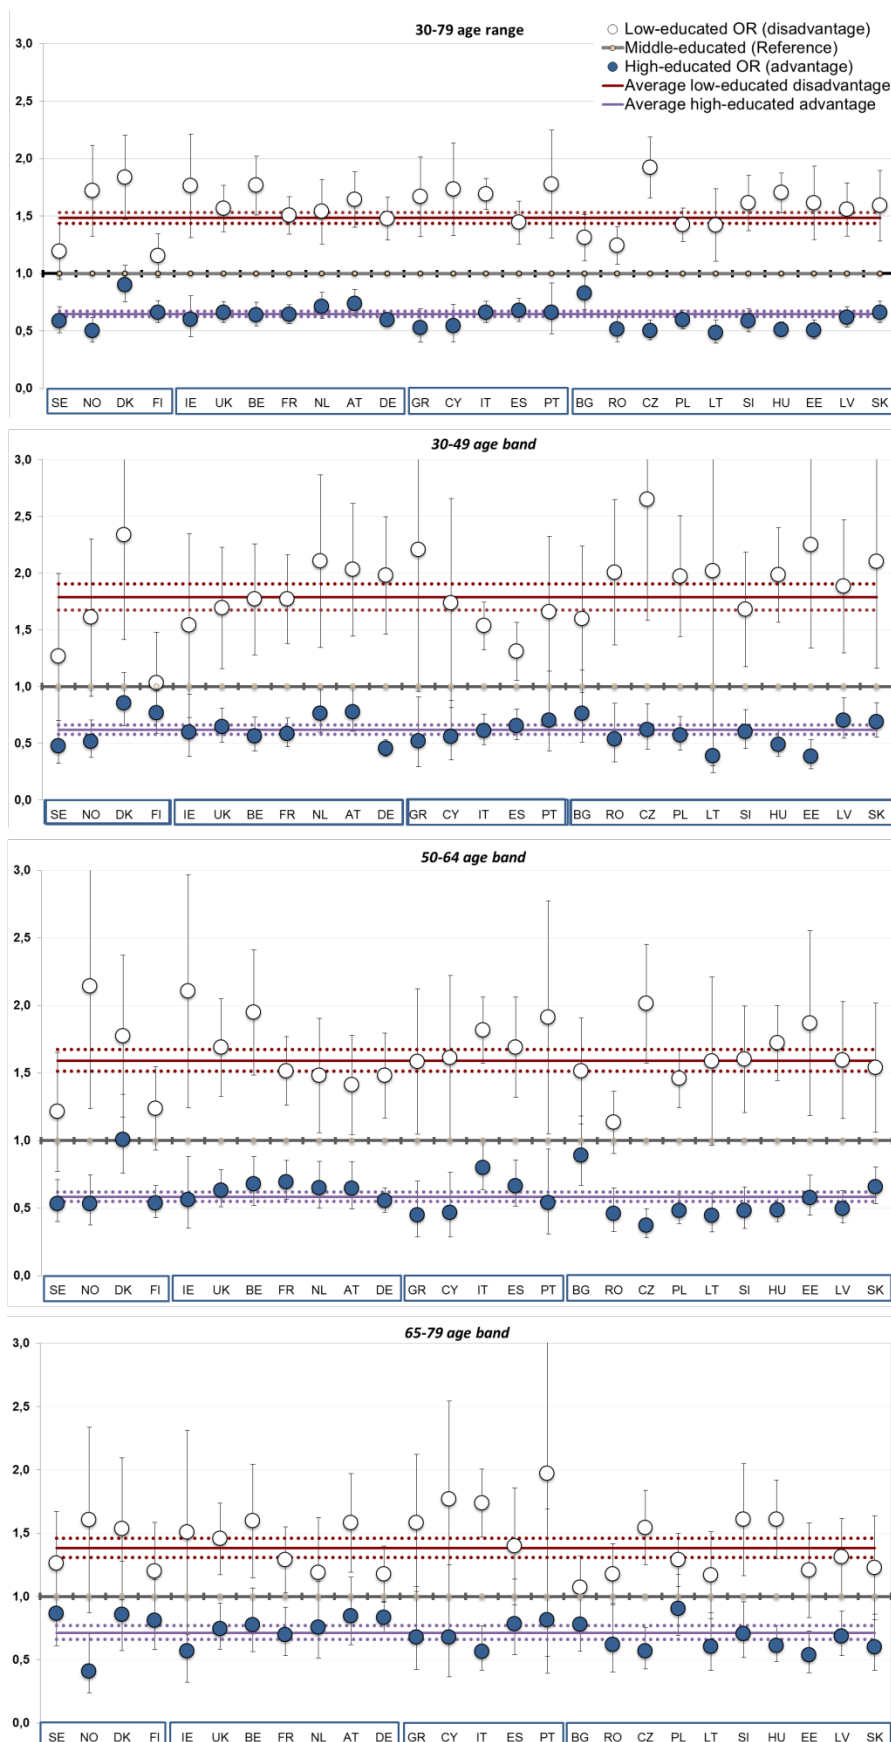 30-79 age range
Low-educated OR (disadvantage)
Middle-educated (Reference)
High-educated OR (advantage)
Average low-educated disadvantage
Average high-educated advantage
3,0
2,5
2,0
1,5
1,0
0,5
0,0
SE NO DK FI IE UK BE FR NL AT DE GR CY IT ES PT BG RO CZ PL LT SI HU EE LV SK
30-49 age band
3,0
2,5
2,0
1,5
1,0
0,5
0,0
SE NO DK FI IE UK BE FR NL AT DE GR CY IT ES PT BG RO CZ PL LT SI HU EE LV SK
50-64 age band
3,0
2,5
2,0
1,5
1,0
0,5
0,0
SE NO DK FI IE UK BE FR NL AT DE GR CY IT ES PT BG RO CZ PL LT SI HU EE LV SK
65-79 age band
3,0
2,5
2,0
1,5
1,0
0,5
0,0
SE NO DK FI IE UK BE FR NL AT DE GR CY IT ES PT BG RO CZ PL LT SI HU EE LV SK